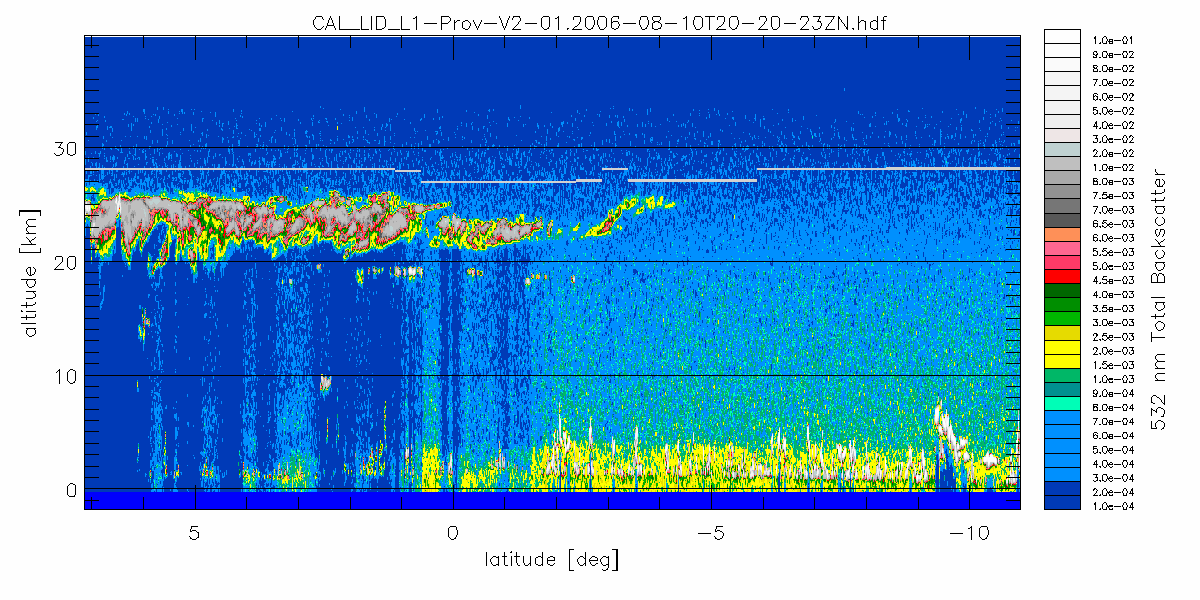 CAL_LID_L1-Prov-V2-01.2006-08-10T20-20-23ZN.hdf
30
20
10
0
altitude [km]
5
0
-5
-10
latitude [deg]
1.0e-01
9.0e-02
8.0e-02
7.0e-02
6.0e-02
5.0e-02
4.0e-02
3.0e-02
2.0e-02
1.0e-02
8.0e-03
7.5e-03
7.0e-03
6.5e-03
6.0e-03
5.5e-03
5.0e-03
4.5e-03
4.0e-03
3.5e-03
3.0e-03
2.5e-03
2.0e-03
1.5e-03
1.0e-03
9.0e-04
8.0e-04
7.0e-04
6.0e-04
5.0e-04
4.0e-04
3.0e-04
2.0e-04
1.0e-04
532 nm Total Backscatter